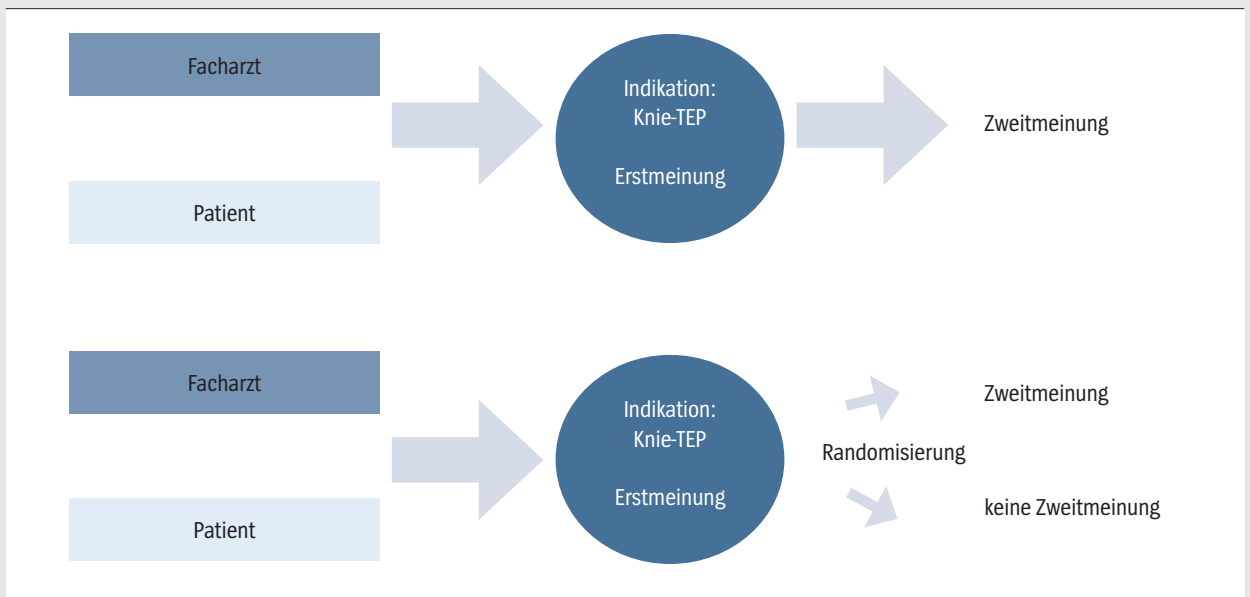 Facharzt
Patient
Indikation:
Knie-TEP
Erstmeinung
Zweitmeinung
Facharzt
Patient
Indikation:
Knie-TEP
Erstmeinung
Zweitmeinung
Randomisierung
keine Zweitmeinung